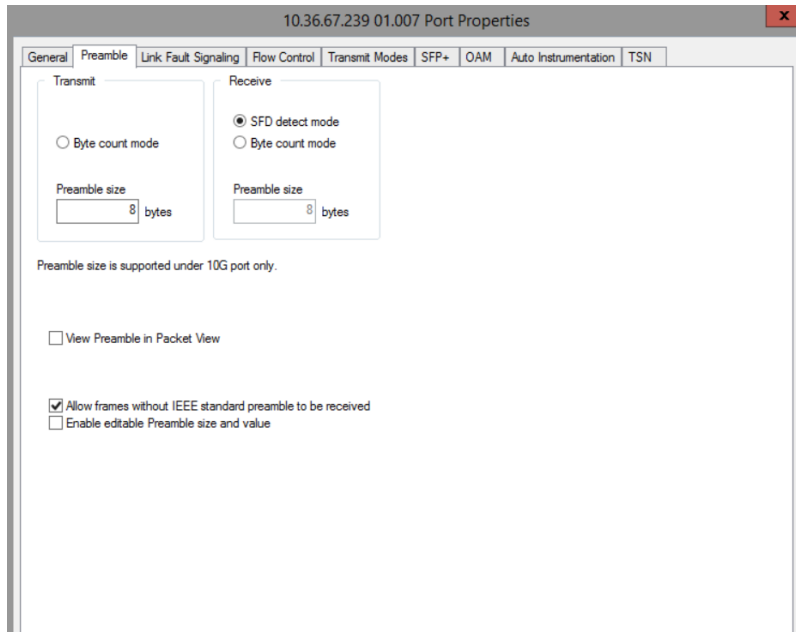 10.36.67.239 01.007 Port Properties
x
General Preamble Link Fault Signaling Flow Control Transmit Modes SFP+ OAM Auto Instrumentation TSN
Transmit
Byte count mode
Preamble size
8 bytes
Receive
SFD detect mode
Byte count mode
Preamble size
8 bytes
Preamble size is supported under 10G port only.
View Preamble in Packet View
Allow frames without IEEE standard preamble to be received
Enable editable Preamble size and value